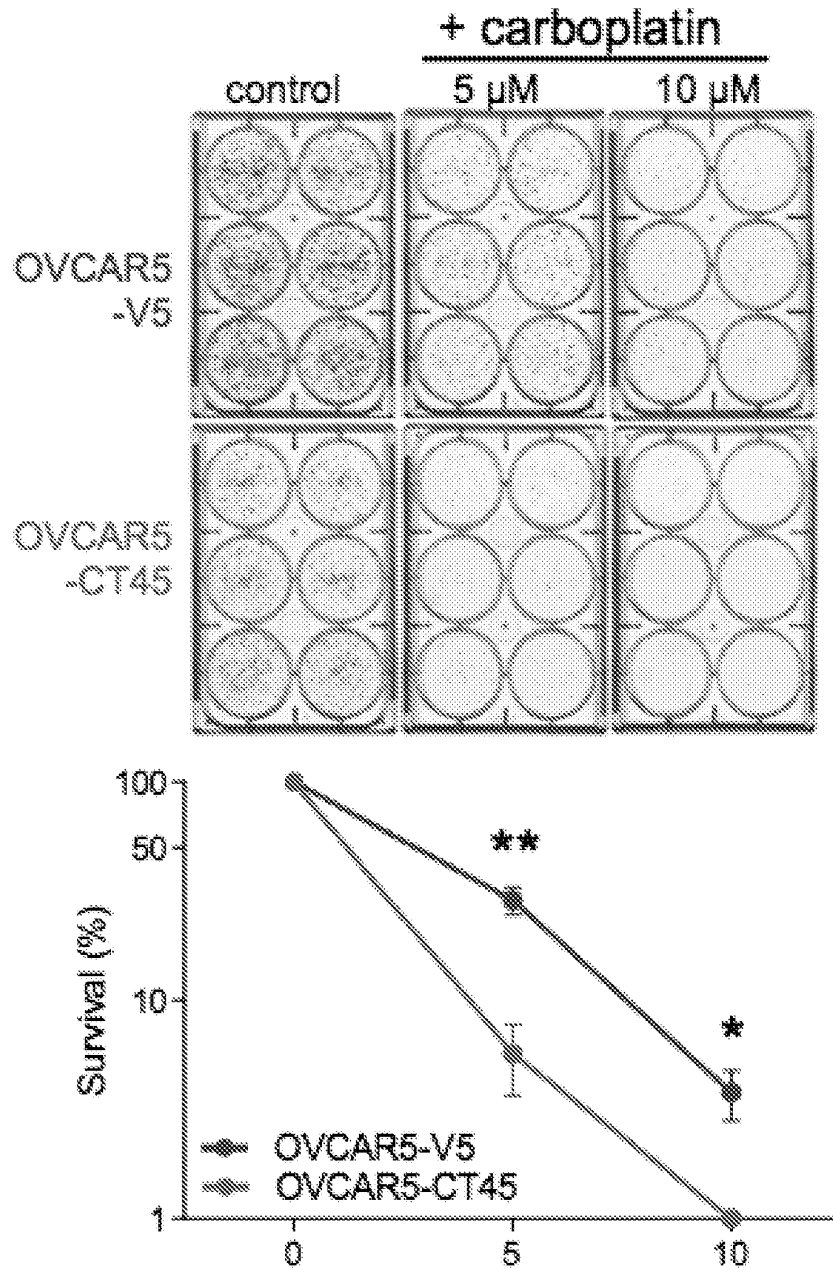 + carboplatin
control 5 µM 10 µM
OVCAR5
-V5
OVCAR5
-CT45
100
50
10
1
Survival (%)
**
*
OVCAR5-V5
OVCAR5-CT45
0 5 10